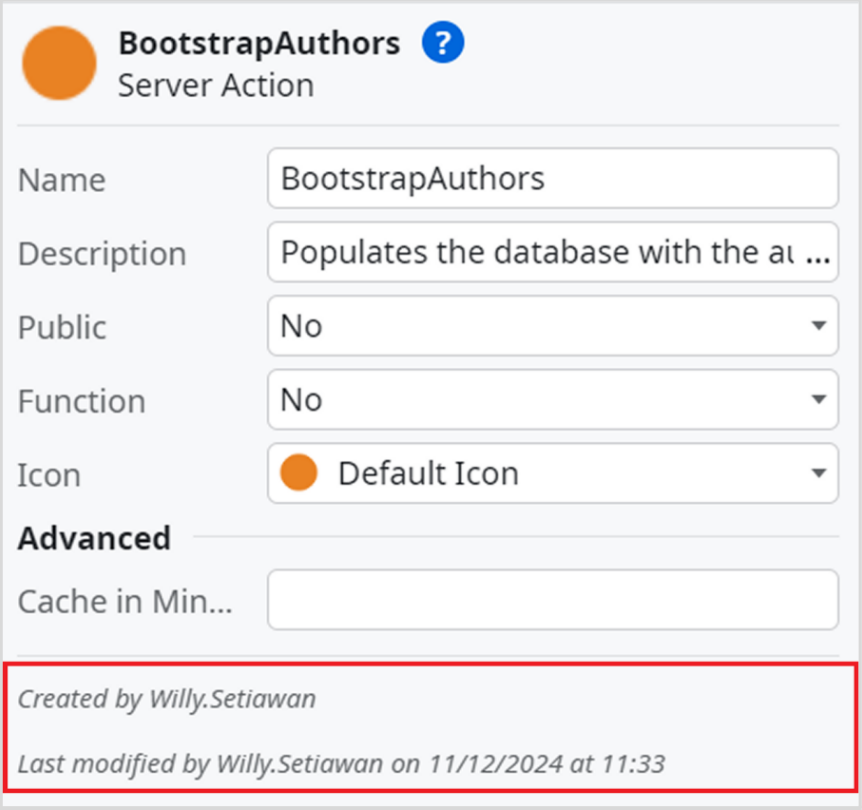 BootstrapAuthors ?
Server Action
Name BootstrapAuthors
Description Populates the database with the ...
Public No
Function No
Icon Default Icon
Advanced
Cache in Min...
Created by Willy.Setiawan
Last modified by Willy.Setiawan on 11/12/2024 at 11:33